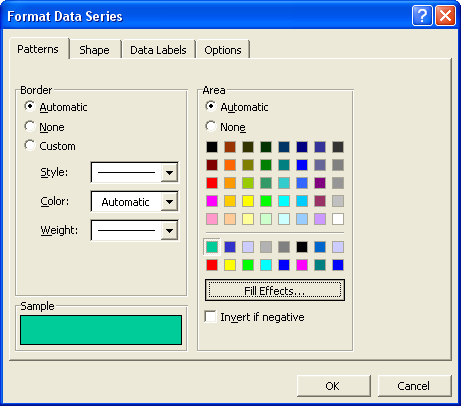 Format Data Series
Patterns Shape Data Labels Options
Border
Automatic
None
Custom
Style:
Color: Automatic
Weight:
Sample
Area
Automatic
None
Fill Effects...
Invert if negative
OK Cancel